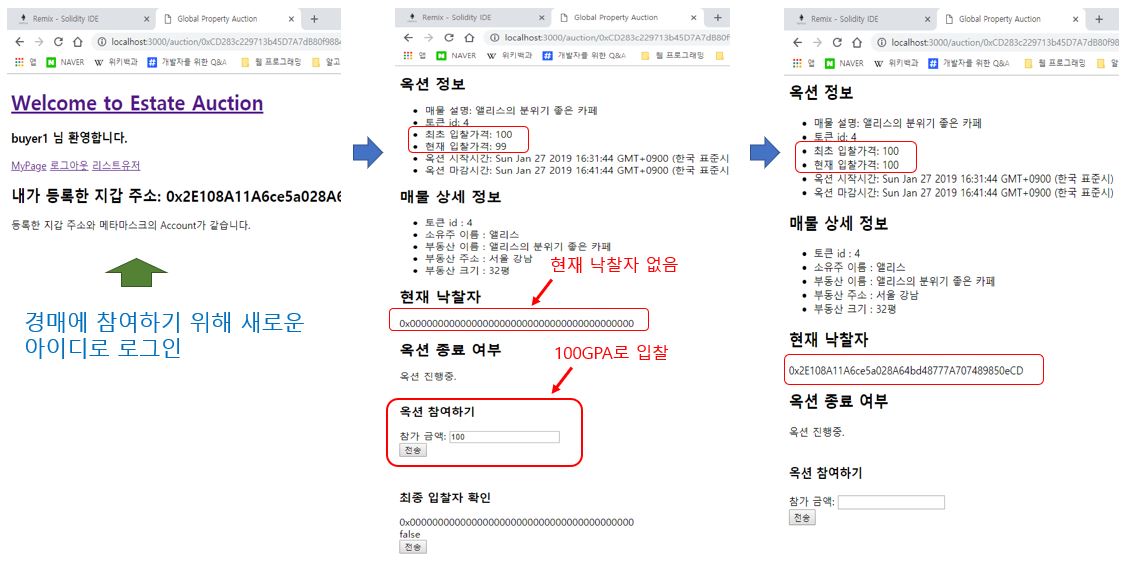 Remix - Solidity IDE
Global Property Auction
localhost:3000/auction/0xCD283c229713b45D7A7dB80f988
앱 NAVER 위키백과 개발자를 위한 Q&A 웹 프로그래밍 알고
Welcome to Estate Auction
buyer1 님 환영합니다.
MyPage 로그아웃 리스트유저
내가 등록한 지갑 주소: 0x2E108A11A6ce5a028A6
등록한 지갑 주소와 메타마스크의 Account가 같습니다.
경매에 참여하기 위해 새로운
아이디로 로그인
Remix - Solidity IDE
Global Property Auction
localhost:3000/auction/0xCD283c229713b45D7A7dB80f
앱 NAVER 위키백과 개발자를 위한 Q&A 웹 프로그래밍
옥션 정보
매물 설명: 앨리스의 분위기 좋은 카페
토큰 id: 4
최초 입찰가격: 100
현재 입찰가격: 99
옥션 시작시간: Sun Jan 27 2019 16:31:44 GMT+0900 (한국 표준시
옥션 마감시간: Sun Jan 27 2019 16:41:44 GMT+0900 (한국 표준시
매물 상세 정보
토큰 id : 4
소유주 이름 : 앨리스
부동산 이름 : 앨리스의 분위기 좋은 카페
부동산 주소 : 서울 강남
부동산 크기 : 32평
현재 낙찰자 없음
현재 낙찰자
0x0000000000000000000000000000000000000000
옥션 종료 여부
100GPA로 입찰
옥션 진행중.
옥션 참여하기
참가 금액: 100
전송
최종 입찰자 확인
0x0000000000000000000000000000000000000000
false
전송
Remix - Solidity IDE
Global Property Auction
localhost:3000/auction/0xCD283c229713b45D7A7dB80f98
앱 NAVER 위키백과 개발자를 위한 Q&A 웹 프로그래밍
옥션 정보
매물 설명: 앨리스의 분위기 좋은 카페
토큰 id: 4
최초 입찰가격: 100
현재 입찰가격: 100
옥션 시작시간: Sun Jan 27 2019 16:31:44 GMT+0900 (한국 표준시)
옥션 마감시간: Sun Jan 27 2019 16:41:44 GMT+0900 (한국 표준시)
매물 상세 정보
토큰 id : 4
소유주 이름 : 앨리스
부동산 이름 : 앨리스의 분위기 좋은 카페
부동산 주소 : 서울 강남
부동산 크기 : 32평
현재 낙찰자
0x2E108A11A6ce5a028A64bd48777A707489850eCD
옥션 종료 여부
옥션 진행중.
옥션 참여하기
참가 금액:
전송